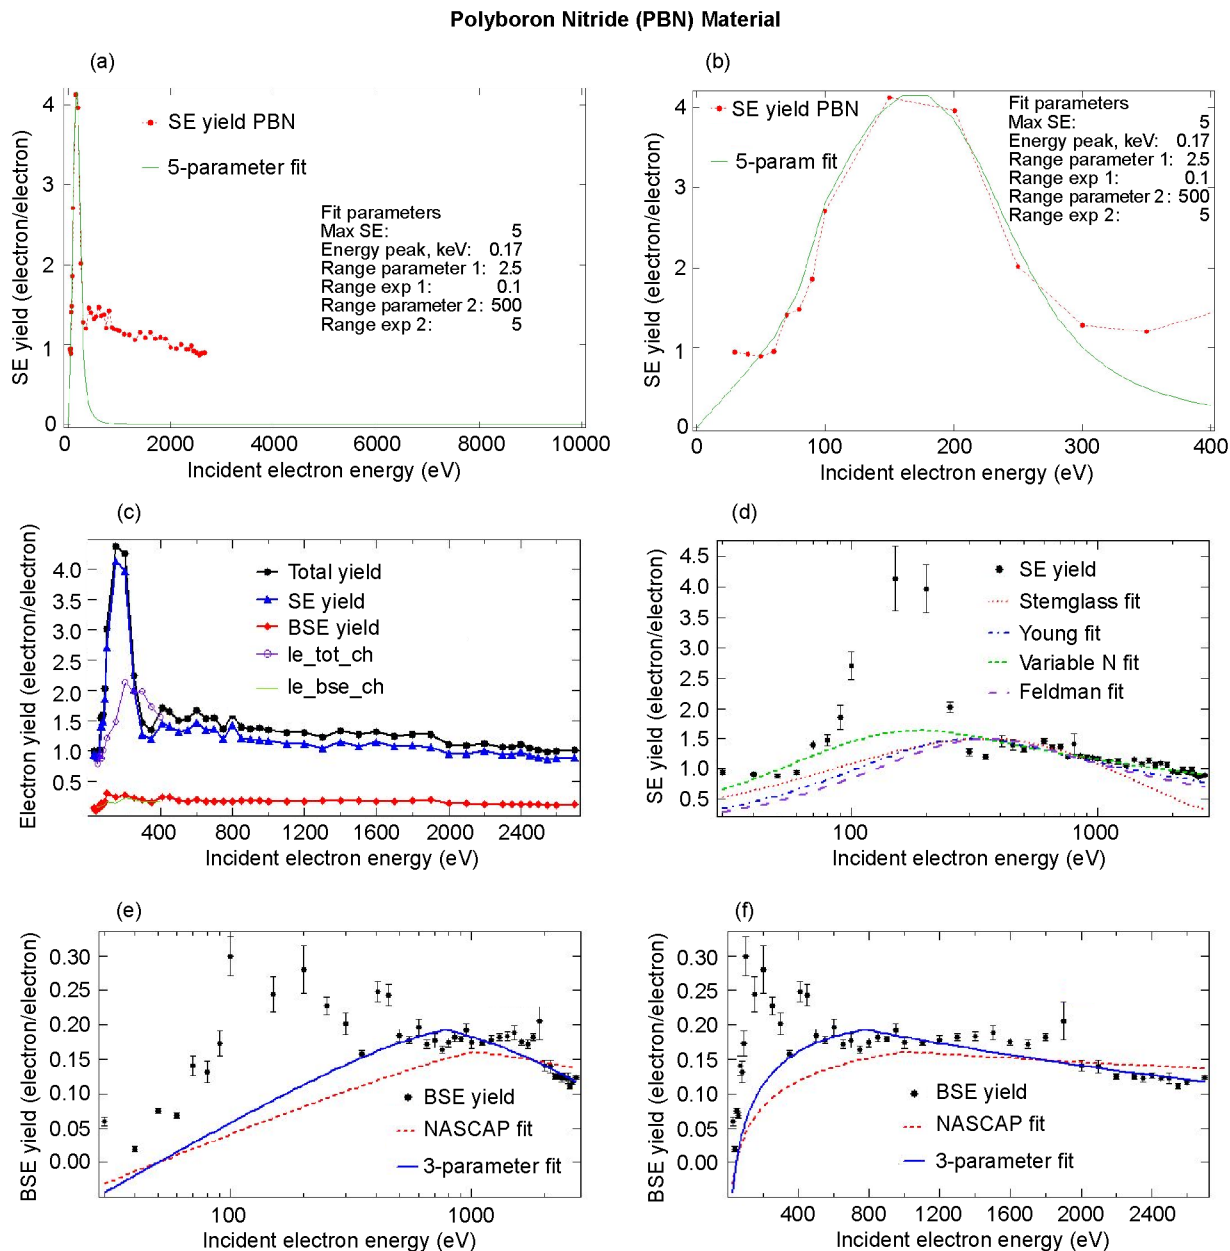 Polyboron Nitride (PBN) Material
(a)
SE yield (electron/electron)
4
3
2
1
0
SE yield PBN
5-parameter fit
Fit parameters
Max SE: 5
Energy peak, keV: 0.17
Range parameter 1: 2.5
Range exp 1: 0.1
Range parameter 2: 500
Range exp 2: 5
0 2000 4000 6000 8000 10000
Incident electron energy (eV)
(b)
SE yield (electron/electron)
4
3
2
1
0
SE yield PBN
5-param fit
Fit parameters
Max SE: 5
Energy peak, keV: 0.17
Range parameter 1: 2.5
Range exp 1: 0.1
Range parameter 2: 500
Range exp 2: 5
0 100 200 300 400
Incident electron energy (eV)
(c)
Electron yield (electron/electron)
4.0
3.5
4.0
2.5
2.0
1.5
1.0
0.5
Total yield
SE yield
BSE yield
le_tot_ch
le_bse_ch
400 800 1200 1600 2000 2400
Incident electron energy (eV)
(d)
SE yield (electron/electron)
4.5
4.0
3.5
3.0
2.5
2.0
1.5
1.0
0.5
SE yield
Stemglass fit
Young fit
Variable N fit
Feldman fit
100 1000
Incident electron energy (eV)
(e)
BSE yield (electron/electron)
0.30
0.25
0.20
0.15
0.10
0.05
0.00
BSE yield
NASCAP fit
3-parameter fit
100 1000
Incident electron energy (eV)
(f)
BSE yield (electron/electron)
0.30
0.25
0.20
0.15
0.10
0.05
0.00
BSE yield
NASCAP fit
3-parameter fit
400 800 1200 1600 2000 2400
Incident electron energy (eV)